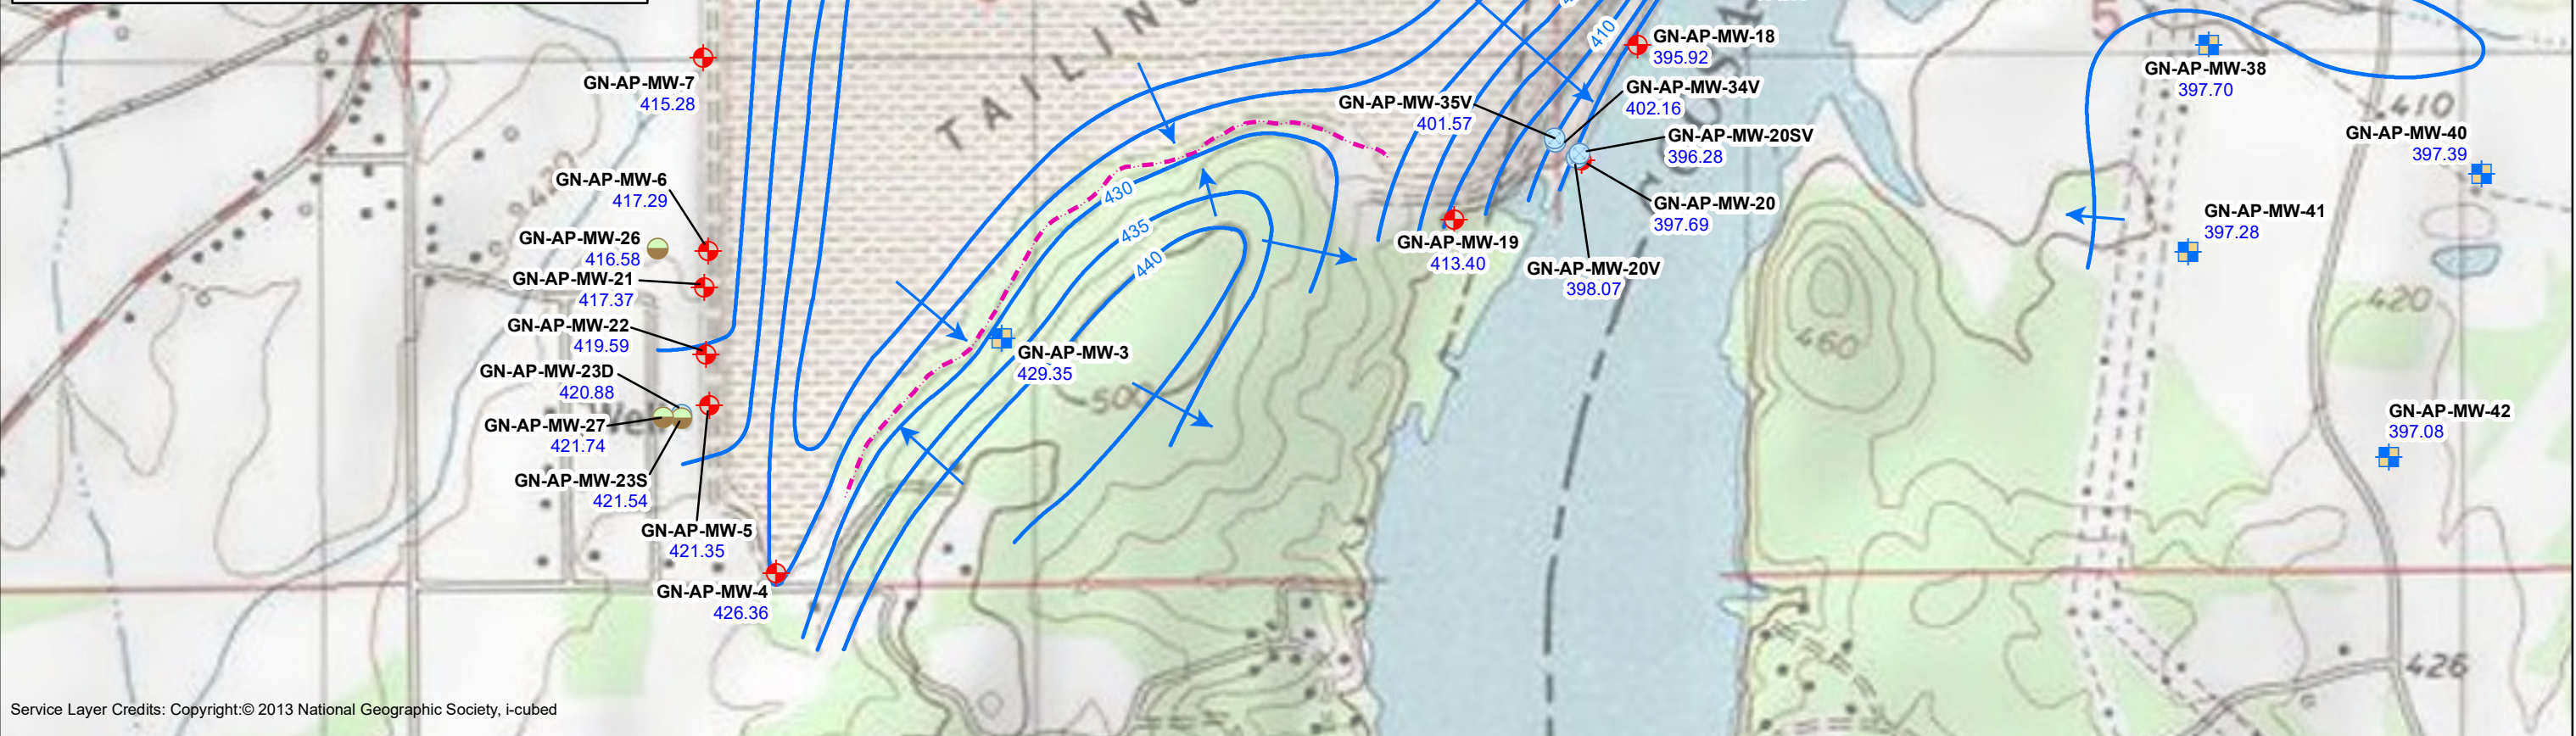 TAILIN
5
410
GN-AP-MW-18
395.92
GN-AP-MW-38
397.70
GN-AP-MW-7
415.28
GN-AP-MW-34V
402.16
GN-AP-MW-35V
401.57
410
GN-AP-MW-20SV
396.28
GN-AP-MW-40
397.39
GN-AP-MW-6
417.29
430
GN-AP-MW-20
397.69
GN-AP-MW-41
397.28
435
GN-AP-MW-26
416.58
GN-AP-MW-19
413.40
440
GN-AP-MW-21
417.37
GN-AP-MW-20V
398.07
420
GN-AP-MW-22
419.59
460
GN-AP-MW-3
429.35
GN-AP-MW-23D
420.88
500
GN-AP-MW-42
397.08
GN-AP-MW-27
421.74
GN-AP-MW-23S
421.54
GN-AP-MW-5
421.35
GN-AP-MW-4
426.36
426
Service Layer Credits: Copyright:© 2013 National Geographic Society, i-cubed